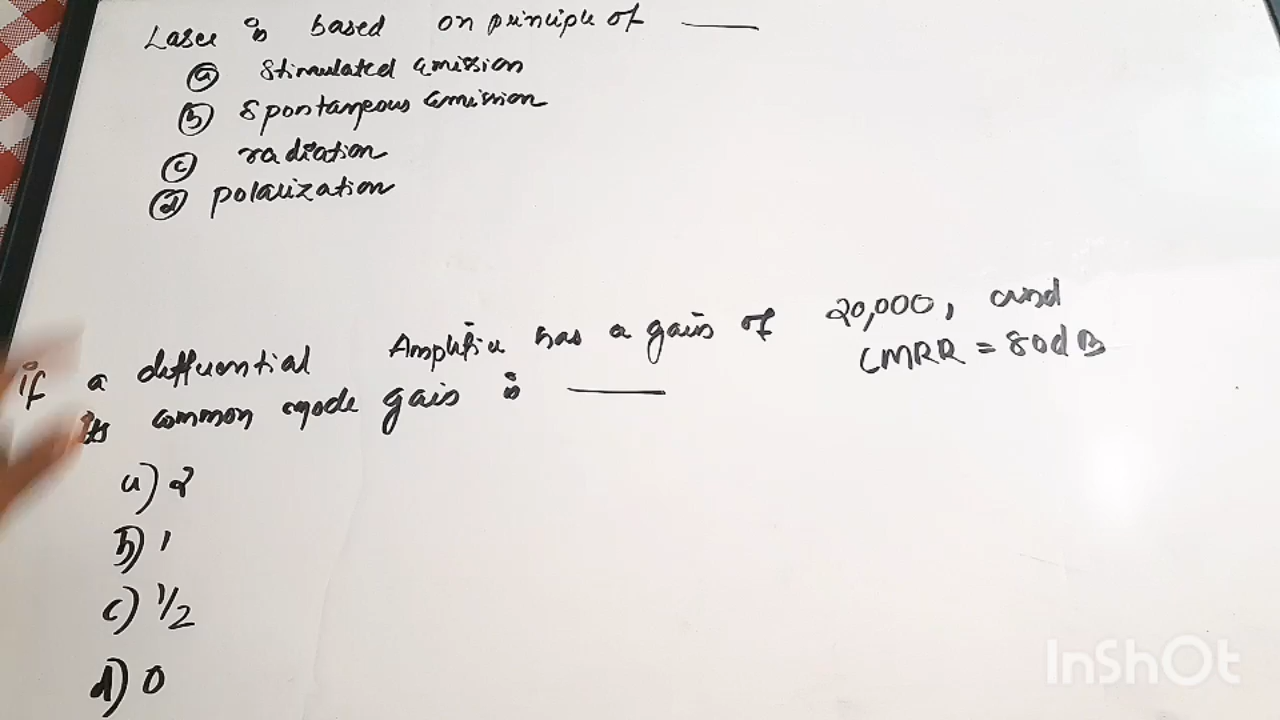 Laser is based on principle of ____
(a) Stimulated emission
(b) Spontaneous emission
(c) radiation
(d) polarization
if a differential Amplifier has a gain of 20,000, and
CMRR = 80dB
Its common mode gain is ____
a) 2
b) 1
c) 1/2
d) 0
InShOt